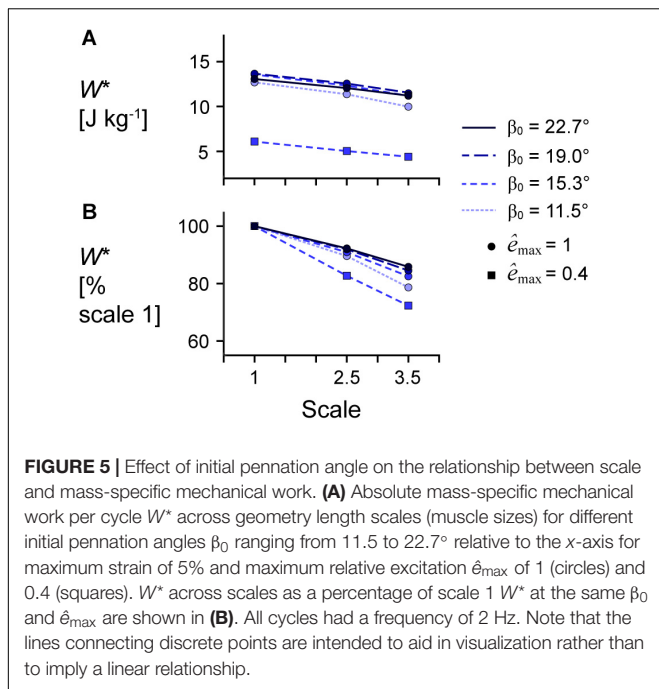 A
W*
[J kg⁻¹]
15
10
5
β₀ = 22.7°
β₀ = 19.0°
β₀ = 15.3°
β₀ = 11.5°
ê_max = 1
ê_max = 0.4
B
W*
[%
scale 1]
100
80
60
1 2.5 3.5
Scale
FIGURE 5 | Effect of initial pennation angle on the relationship between scale
and mass-specific mechanical work. (A) Absolute mass-specific mechanical
work per cycle W* across geometry length scales (muscle sizes) for different
initial pennation angles β₀ ranging from 11.5 to 22.7° relative to the x-axis for
maximum strain of 5% and maximum relative excitation ê_max of 1 (circles) and
0.4 (squares). W* across scales as a percentage of scale 1 W* at the same β₀
and ê_max are shown in (B). All cycles had a frequency of 2 Hz. Note that the
lines connecting discrete points are intended to aid in visualization rather than
to imply a linear relationship.